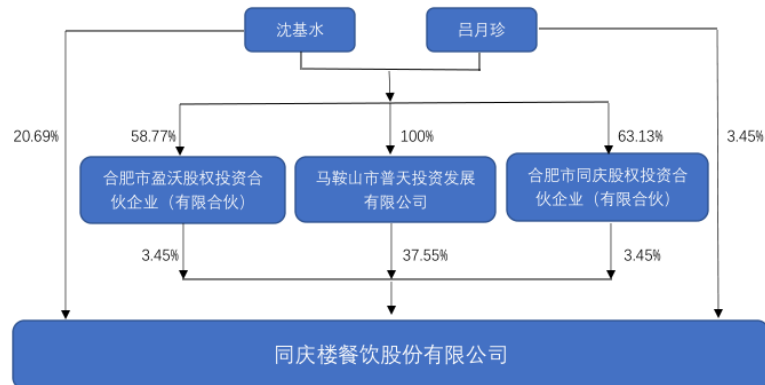 沈基水
吕月珍
20.69%
58.77%
100%
63.13%
3.45%
合肥市盈沃股权投资合
伙企业（有限合伙）
马鞍山市普天投资发展
有限公司
合肥市同庆股权投资合
伙企业（有限合伙）
3.45%
37.55%
3.45%
同庆楼餐饮股份有限公司